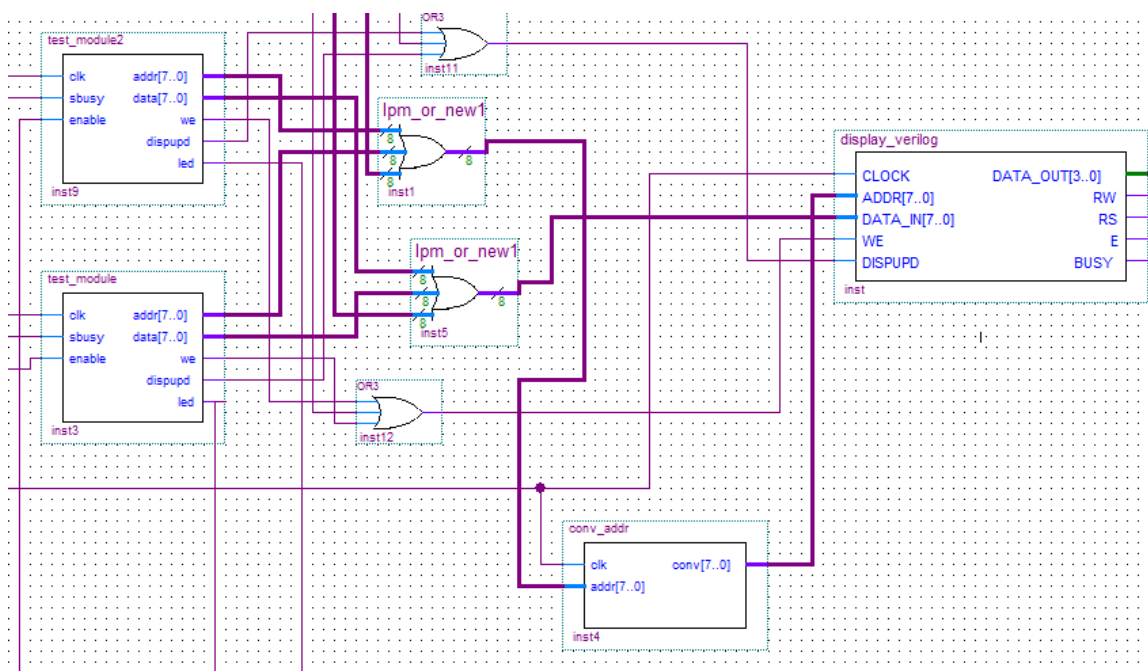 OR3
inst11
test_module2
clk addr[7..0]
sbusy data[7..0]
enable we
dispupd
led
inst9
lpm_or_new1
8
8
8
8
inst1
display_verilog
CLOCK DATA_OUT[3..0]
ADDR[7..0] RW
DATA_IN[7..0] RS
WE E
DISPUPD BUSY
inst
lpm_or_new1
8
8
8
8
inst5
test_module
clk addr[7..0]
sbusy data[7..0]
enable we
dispupd
led
inst3
OR3
inst12
conv_addr
clk conv[7..0]
addr[7..0]
inst4